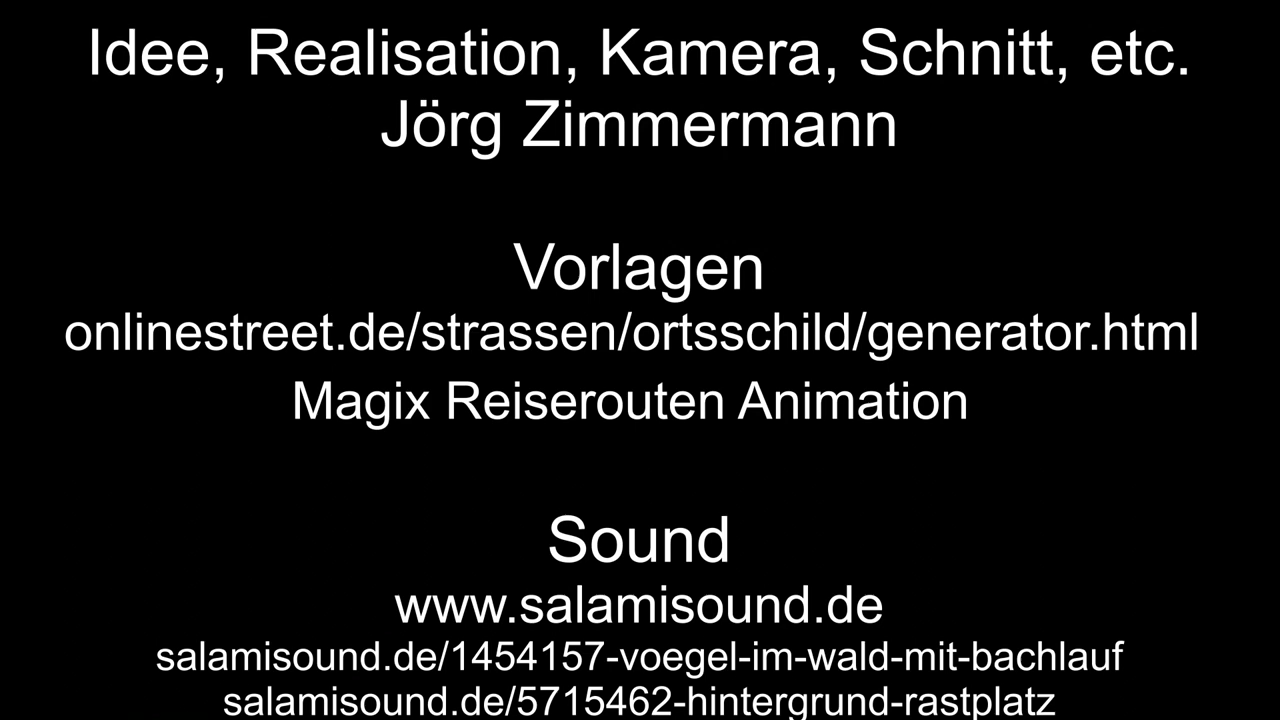 Idee, Realisation, Kamera, Schnitt, etc.
Jörg Zimmermann
Vorlagen
onlinestreet.de/strassen/ortsschild/generator.html
Magix Reiserouten Animation
Sound
www.salamisound.de
salamisound.de/1454157-voegel-im-wald-mit-bachlauf
salamisound.de/5715462-hintergrund-rastplatz